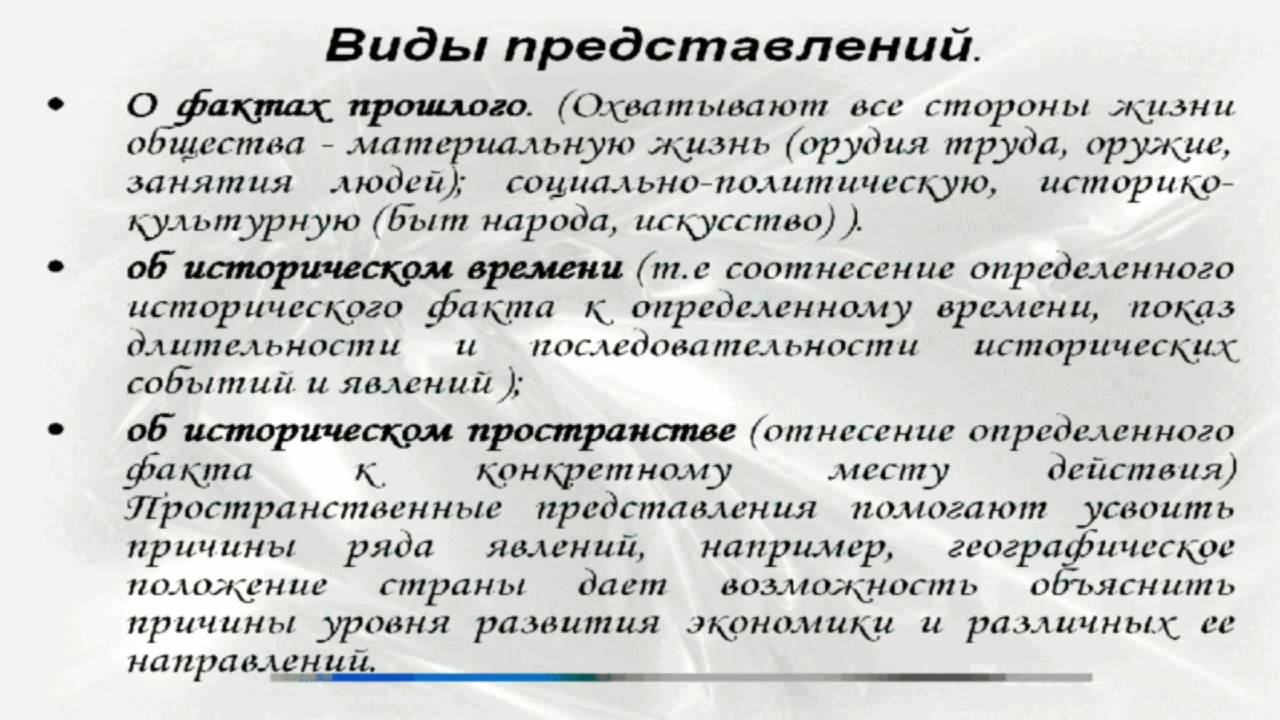 Виды представлений.
• О фактах прошлого. (Охватывают все стороны жизни
общества - материальную жизнь (орудия труда, оружие,
занятия людей); социально-политическую, историко-
культурную (быт народа, искусство) ).
• об историческом времени (т.е соотнесение определенного
исторического факта к определенному времени, показ
длительности и последовательности исторических
событий и явлений );
• об историческом пространстве (отнесение определенного
факта к конкретному месту действия)
Пространственные представления помогают усвоить
причины ряда явлений, например, географическое
положение страны дает возможность объяснить
причины уровня развития экономики и различных ее
направлений.